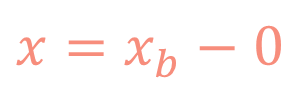 x = x_b − 0